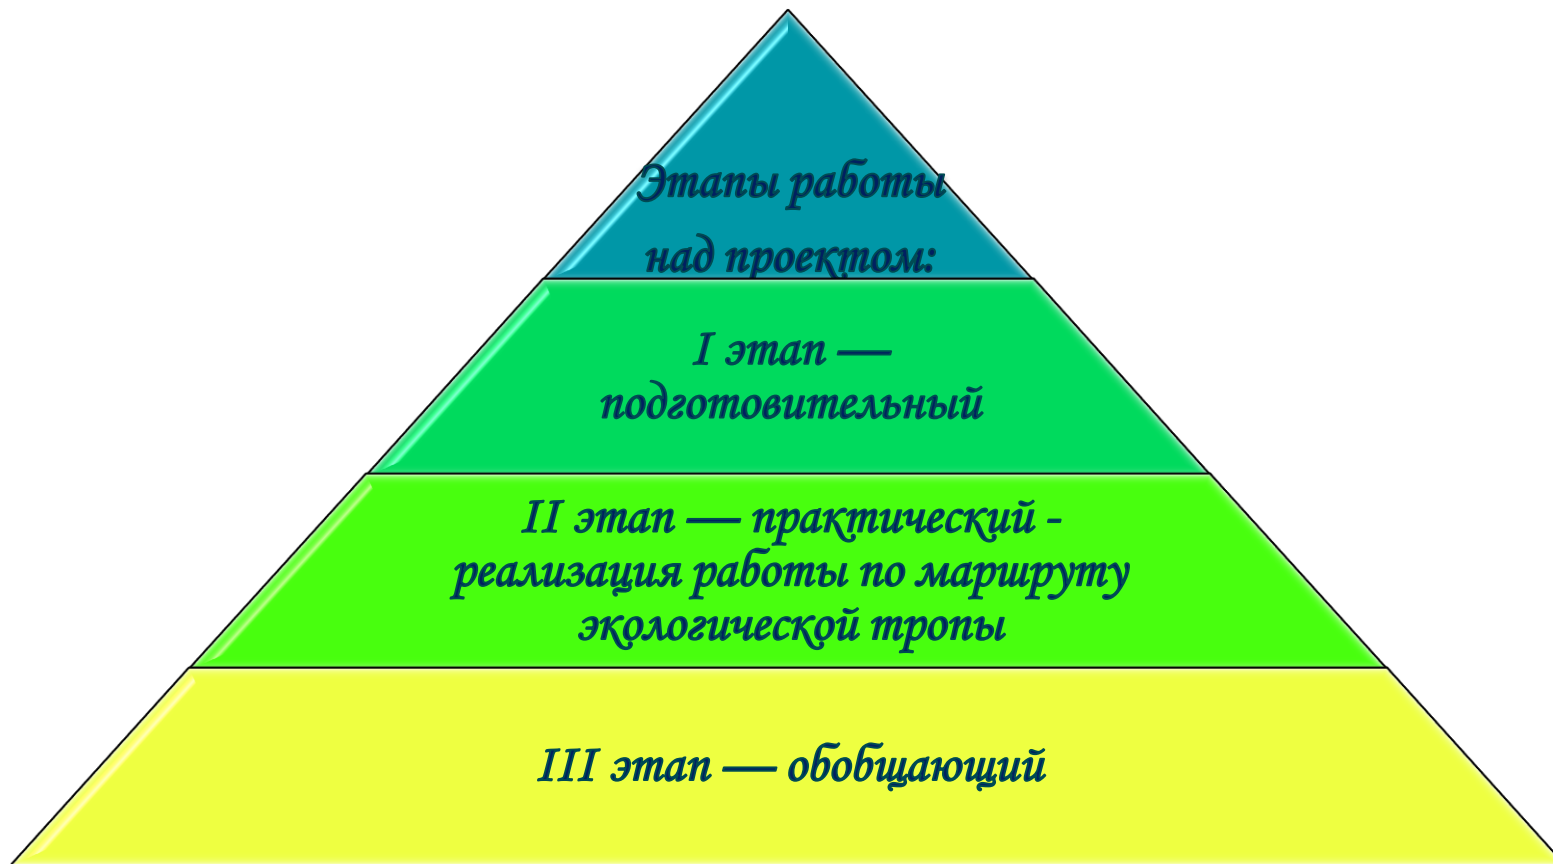 Этапы работы
над проектом:
I этап —
подготовительный
II этап — практический -
реализация работы по маршруту
экологической тропы
III этап — обобщающий